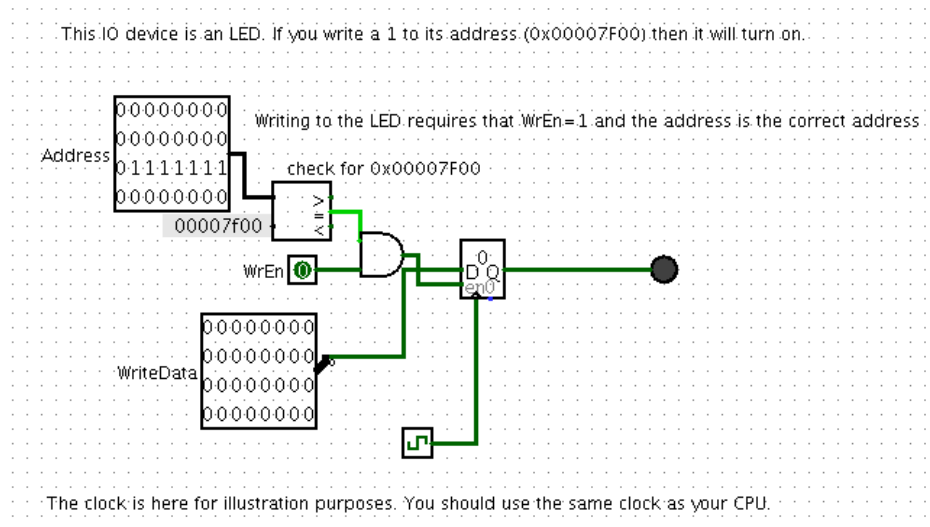 This IO device is an LED. If you write a 1 to its address (0x00007F00) then it will turn on.
00000000
Writing to the LED requires that WrEn=1 and the address is the correct address
00000000
Address
01111111
check for 0x00007F00
00000000
>
=
<
00007f00
WrEn
0
0
D Q
en0
00000000
00000000
WriteData
00000000
00000000
0
The clock is here for illustration purposes. You should use the same clock as your CPU.